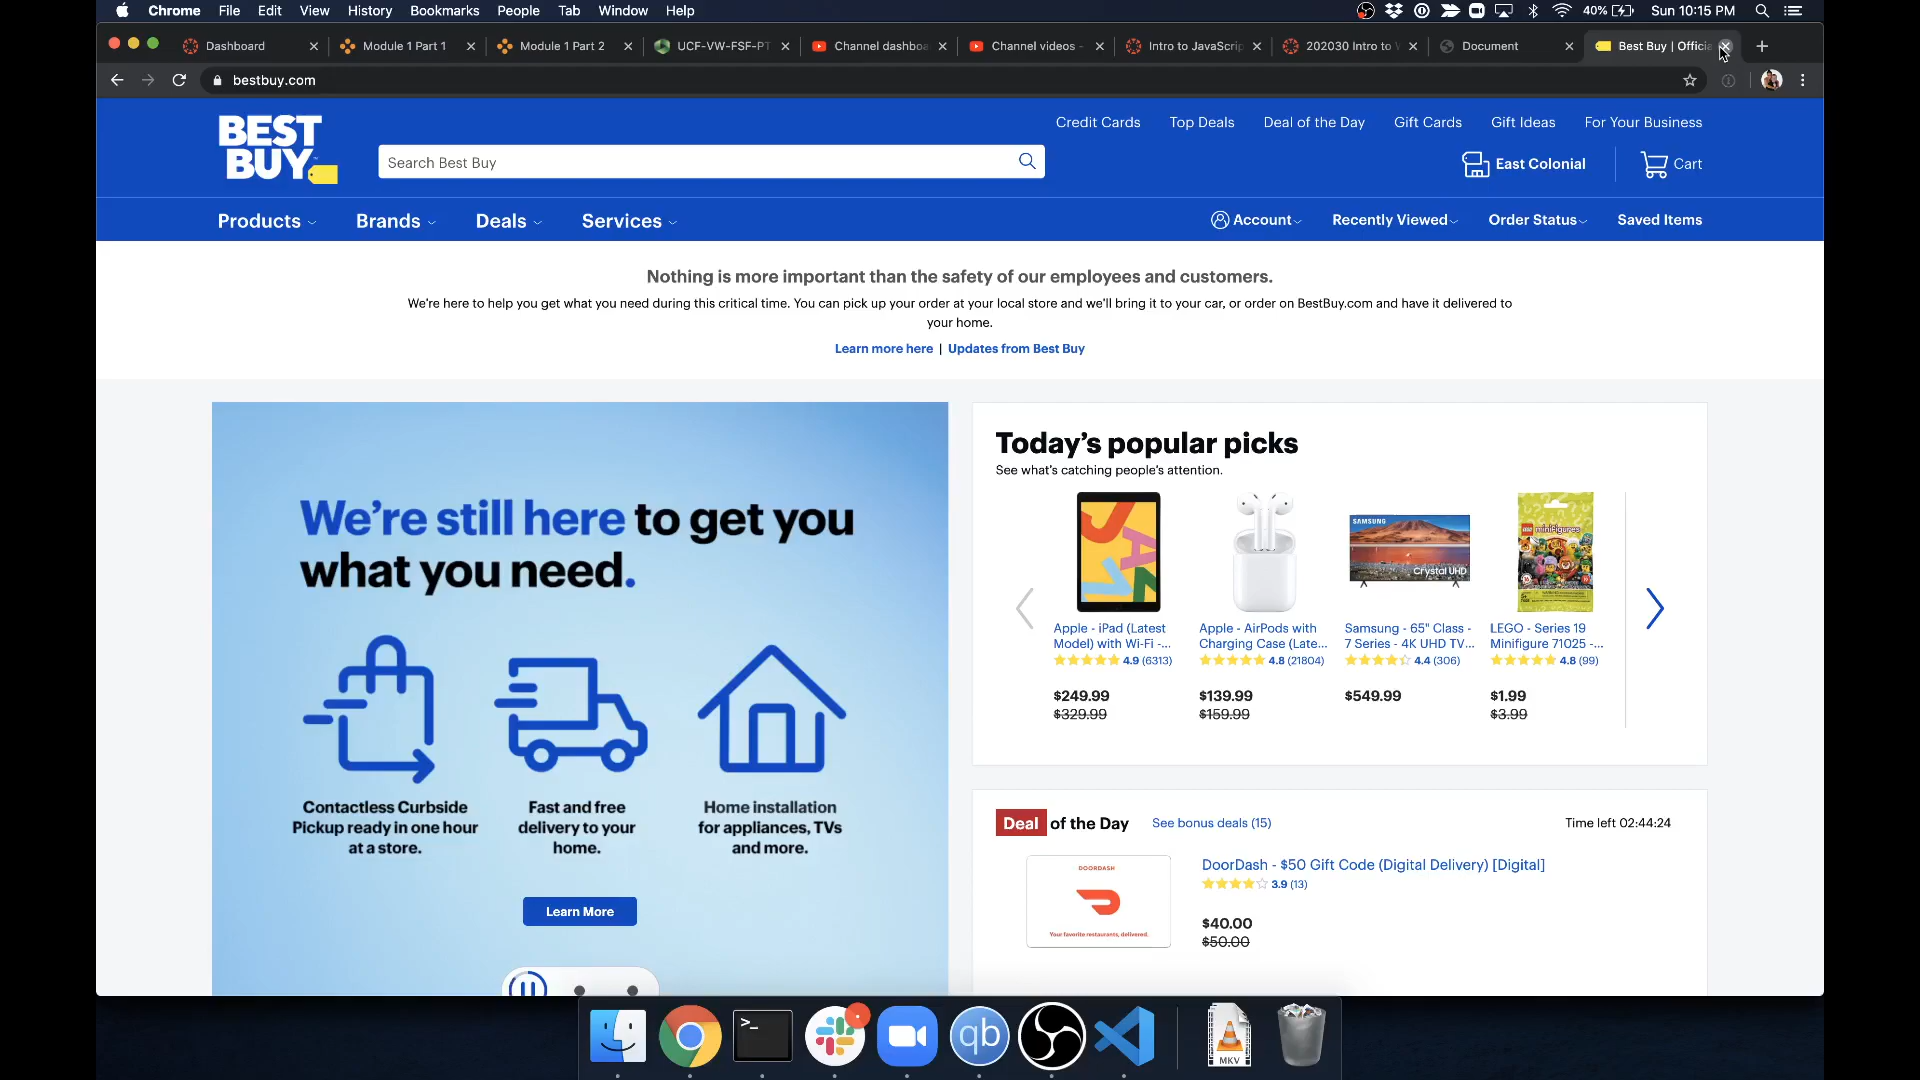 Chrome File Edit View History Bookmarks People Tab Window Help 40% Sun 10:15 PM
Dashboard Module 1 Part 1 Module 1 Part 2 UCF-VW-FSF-PT Channel dashboa Channel videos - Intro to JavaScrip 202030 Intro to Document Best Buy | Officia
bestbuy.com
BEST BUY
Credit Cards Top Deals Deal of the Day Gift Cards Gift Ideas For Your Business
Search Best Buy
East Colonial Cart
Products Brands Deals Services Account Recently Viewed Order Status Saved Items
Nothing is more important than the safety of our employees and customers.
We're here to help you get what you need during this critical time. You can pick up your order at your local store and we'll bring it to your car, or order on BestBuy.com and have it delivered to
your home.
Learn more here | Updates from Best Buy
We're still here to get you
what you need.
Contactless Curbside
Pickup ready in one hour
at a store.
Fast and free
delivery to your
home.
Home installation
for appliances, TVs
and more.
Learn More
Today's popular picks
See what's catching people's attention.
SAMSUNG
Crystal UHD
minifigures
Apple - iPad (Latest
Model) with Wi-Fi -...
4.9 (6313)
$249.99
$329.99
Apple - AirPods with
Charging Case (Late...
4.8 (21804)
$139.99
$159.99
Samsung - 65" Class -
7 Series - 4K UHD TV...
4.4 (306)
$549.99
LEGO - Series 19
Minifigure 71025 -...
4.8 (99)
$1.99
$3.99
Deal of the Day See bonus deals (15) Time left 02:44:24
DOORDASH
Your favorite restaurants, delivered.
DoorDash - $50 Gift Code (Digital Delivery) [Digital]
3.9 (13)
$40.00
$50.00
qb
MKV